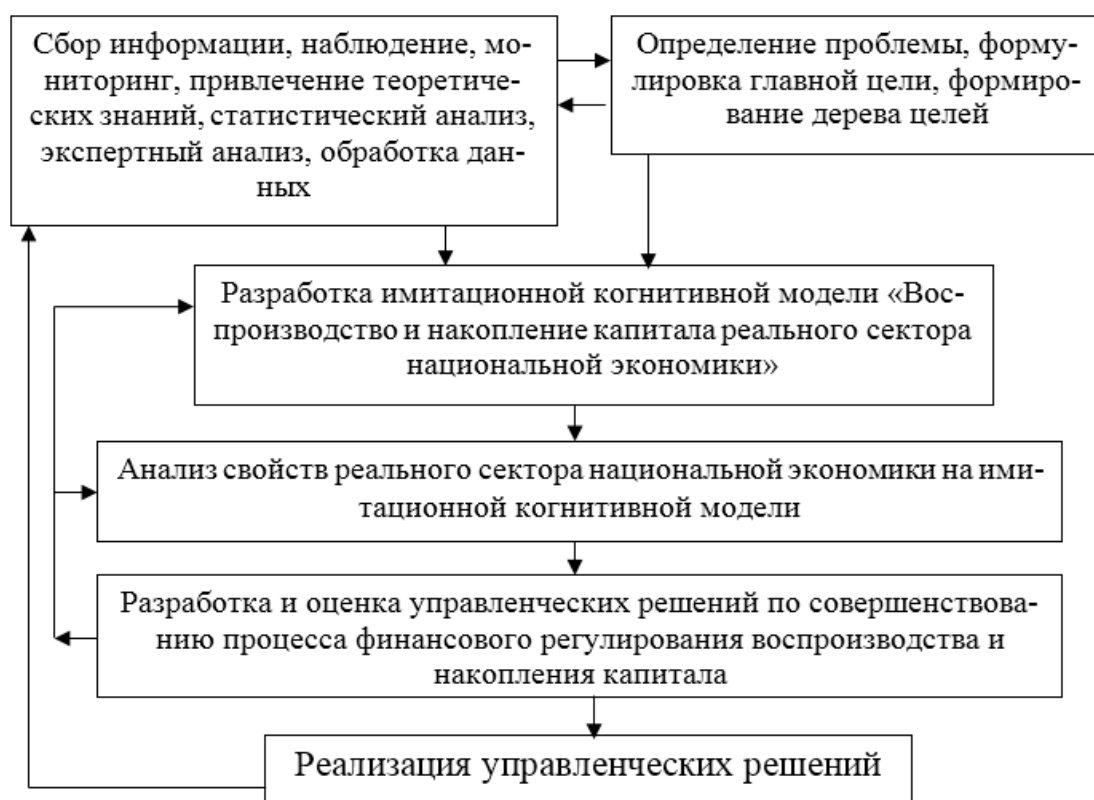 Сбор информации, наблюдение, мо-
ниторинг, привлечение теоретиче-
ских знаний, статистический анализ,
экспертный анализ, обработка дан-
ных
Определение проблемы, форму-
лировка главной цели, формиро-
вание дерева целей
Разработка имитационной когнитивной модели «Вос-
производство и накопление капитала реального сектора
национальной экономики»
Анализ свойств реального сектора национальной экономики на ими-
тационной когнитивной модели
Разработка и оценка управленческих решений по совершенствова-
нию процесса финансового регулирования воспроизводства и
накопления капитала
Реализация управленческих решений